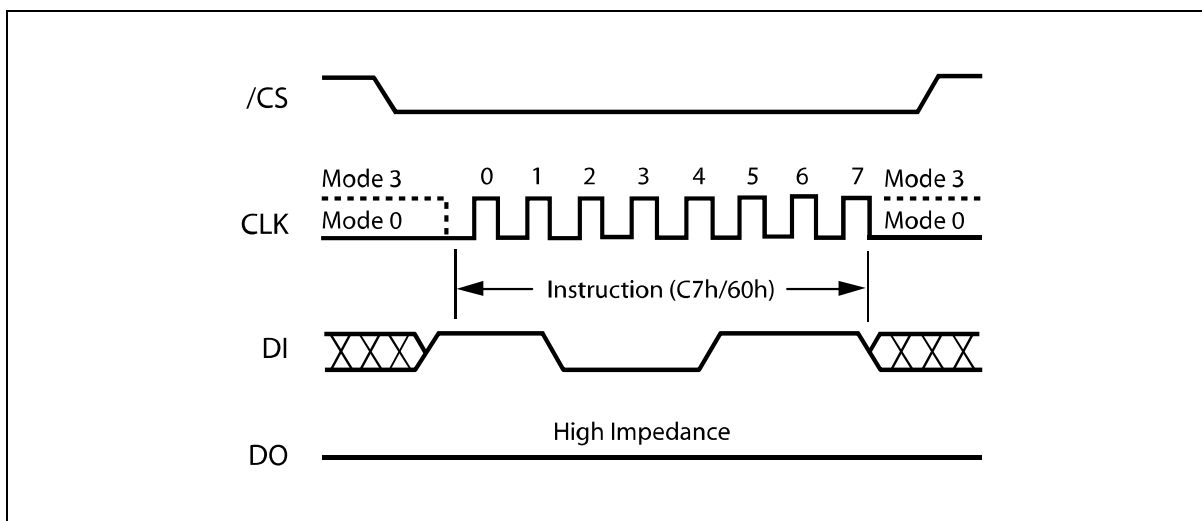 /CS
Mode 3 0 1 2 3 4 5 6 7 Mode 3
CLK Mode 0 Mode 0
Instruction (C7h/60h)
DI
High Impedance
DO